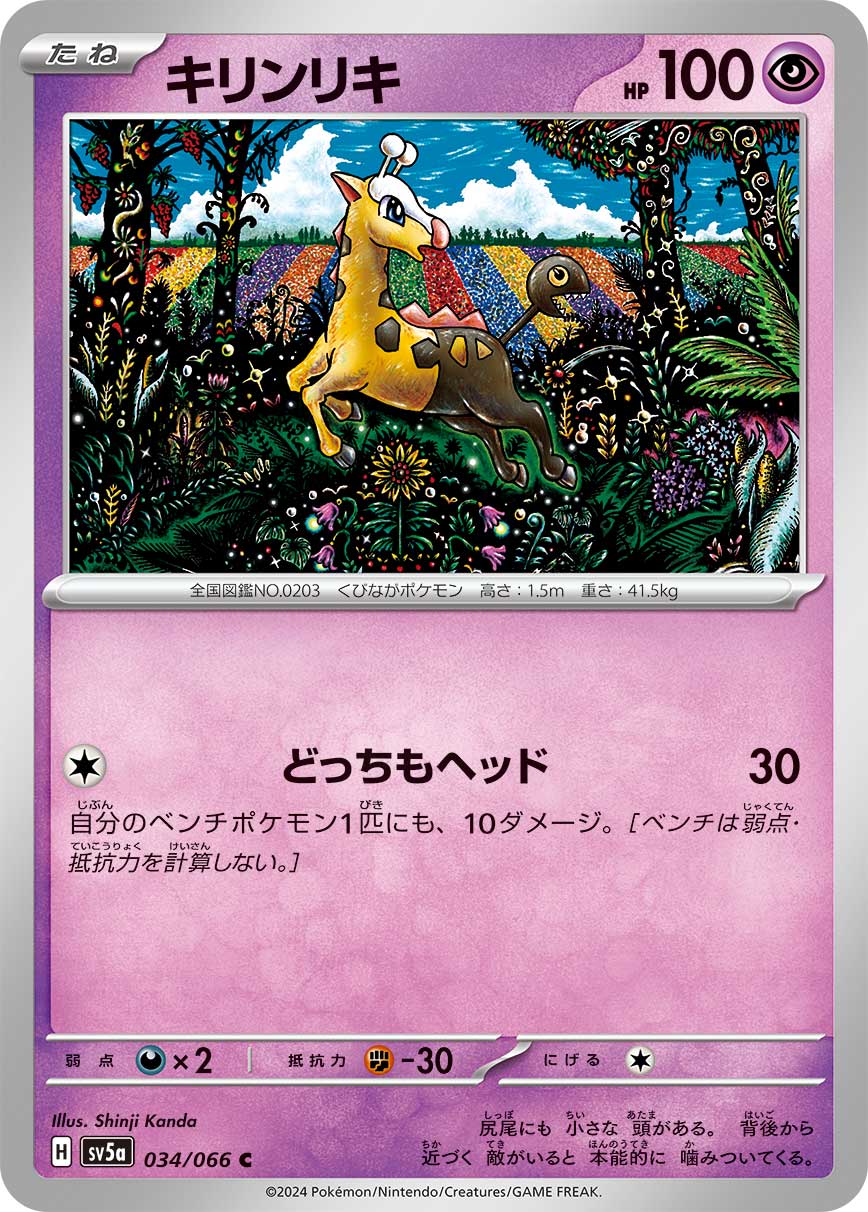 たね キリンリキ HP 100
全国図鑑NO.0203 くびながポケモン 高さ:1.5m 重さ:41.5kg
どっちもヘッド 30
自分のベンチポケモン1匹にも、10ダメージ。[ベンチは弱点・
抵抗力を計算しない。]
弱点 ×2 抵抗力 -30 にげる
Illus. Shinji Kanda
尻尾にも 小さな 頭がある。 背後から
近づく 敵がいると 本能的に 噛みついてくる。
H sv5a 034/066 C
©2024 Pokémon/Nintendo/Creatures/GAME FREAK.